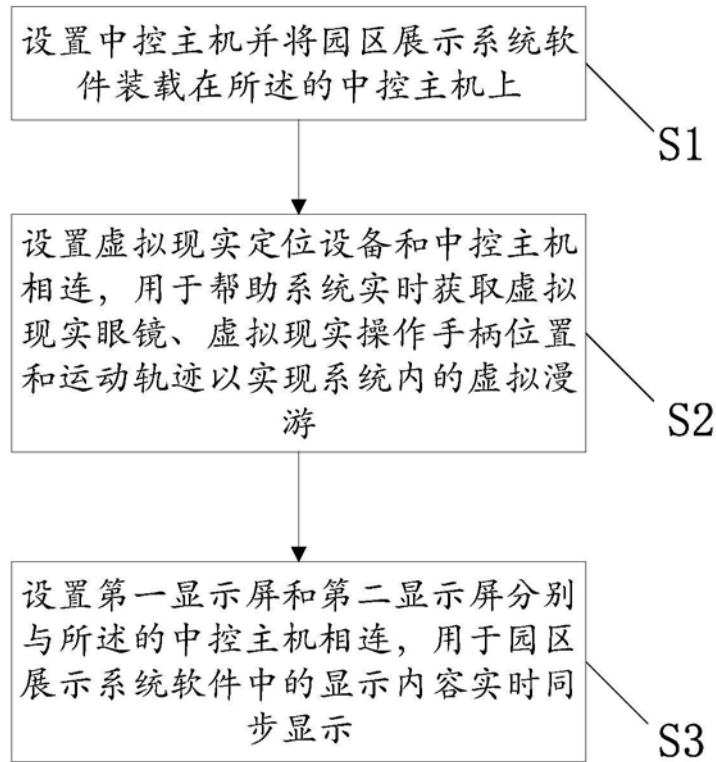 设置中控主机并将园区展示系统软
件装载在所述的中控主机上
S1
设置虚拟现实定位设备和中控主机
相连，用于帮助系统实时获取虚拟
现实眼镜、虚拟现实操作手柄位置
和运动轨迹以实现系统内的虚拟漫
游
S2
设置第一显示屏和第二显示屏分别
与所述的中控主机相连，用于园区
展示系统软件中的显示内容实时同
步显示
S3